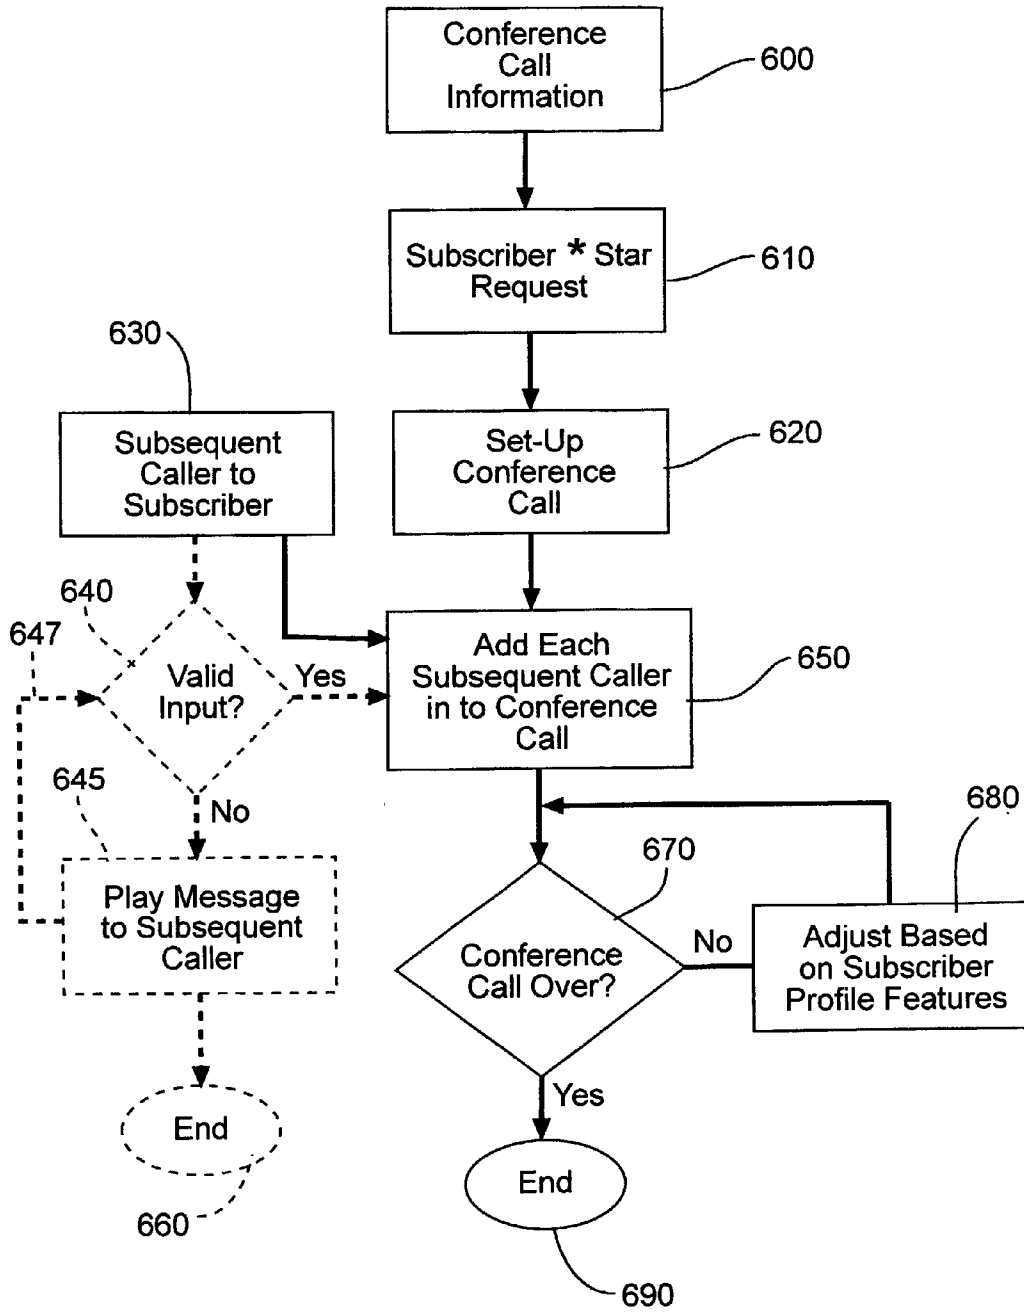 Conference
Call
Information
600
Subscriber * Star
Request
610
630
Subsequent
Caller to
Subscriber
Set-Up
Conference
Call
620
640
647
Valid
Input?
Yes
Add Each
Subsequent Caller
in to Conference
Call
650
645
No
Play Message
to Subsequent
Caller
670
680
Conference
Call Over?
No
Adjust Based
on Subscriber
Profile Features
Yes
End
660
End
690